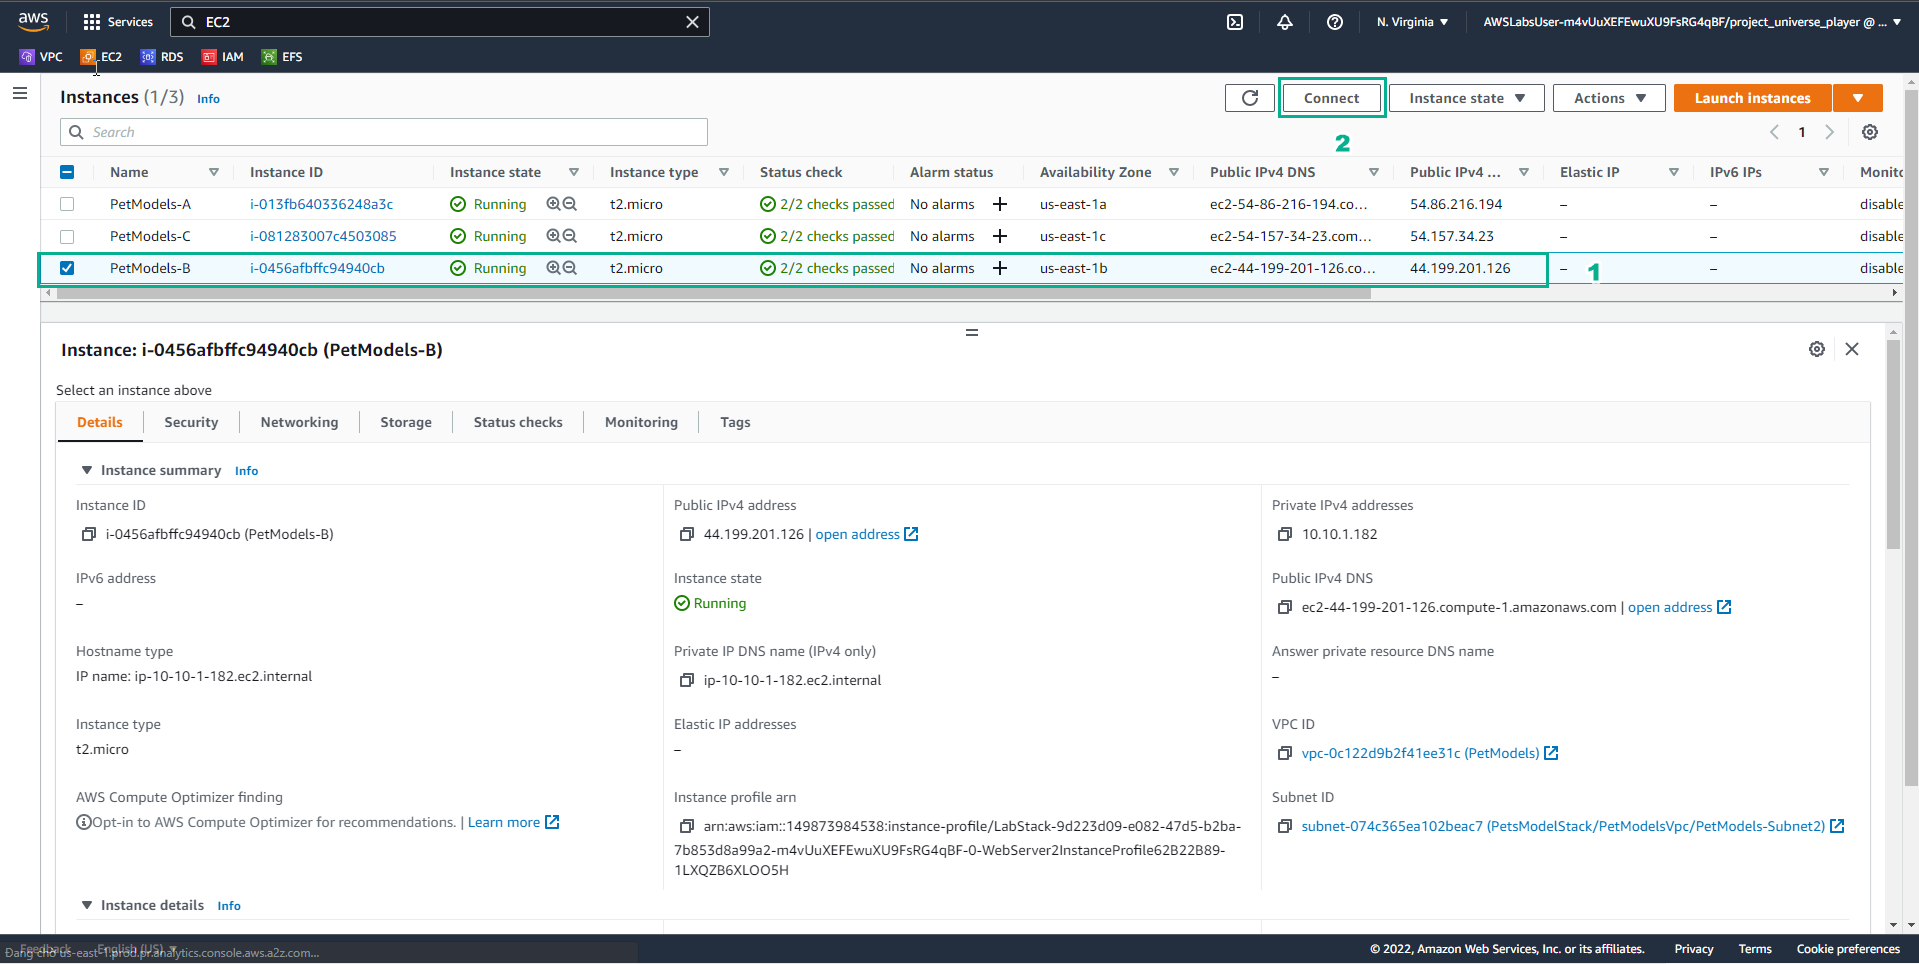 aws Services EC2 N. Virginia AWSLabsUser-m4vUuXEFEwuXU9FsRG4qBF/project_universe_player @ ...
VPC EC2 RDS IAM EFS
Instances (1/3) Info Connect Instance state Actions Launch instances
Search 2 1
Name Instance ID Instance state Instance type Status check Alarm status Availability Zone Public IPv4 DNS Public IPv4 ... Elastic IP IPv6 IPs Monito
PetModels-A i-013fb640336248a3c Running t2.micro 2/2 checks passed No alarms + us-east-1a ec2-54-86-216-194.co... 54.86.216.194 – – disable
PetModels-C i-081283007c4503085 Running t2.micro 2/2 checks passed No alarms + us-east-1c ec2-54-157-34-23.com... 54.157.34.23 – – disable
PetModels-B i-0456afbffc94940cb Running t2.micro 2/2 checks passed No alarms + us-east-1b ec2-44-199-201-126.co... 44.199.201.126 – 1 – disable
Instance: i-0456afbffc94940cb (PetModels-B)
Select an instance above
Details Security Networking Storage Status checks Monitoring Tags
Instance summary Info
Instance ID Public IPv4 address Private IPv4 addresses
i-0456afbffc94940cb (PetModels-B) 44.199.201.126 | open address 10.10.1.182
IPv6 address Instance state Public IPv4 DNS
– Running ec2-44-199-201-126.compute-1.amazonaws.com | open address
Hostname type Private IP DNS name (IPv4 only) Answer private resource DNS name
IP name: ip-10-10-1-182.ec2.internal ip-10-10-1-182.ec2.internal –
Instance type Elastic IP addresses VPC ID
t2.micro – vpc-0c122d9b2f41ee31c (PetModels)
AWS Compute Optimizer finding Instance profile arn Subnet ID
Opt-in to AWS Compute Optimizer for recommendations. | Learn more arn:aws:iam::149873984538:instance-profile/LabStack-9d223d09-e082-47d5-b2ba- subnet-074c365ea102beac7 (PetsModelStack/PetModelsVpc/PetModels-Subnet2)
7b853d8a99a2-m4vUuXEFEwuXU9FsRG4qBF-0-WebServer2InstanceProfile62B22B89-
1LXQZB6XLOO5H
Instance details Info
Feedback English (US) © 2022, Amazon Web Services, Inc. or its affiliates. Privacy Terms Cookie preferences
Đang chờ us-east-1.prod.pr.analytics.console.aws.a2z.com...